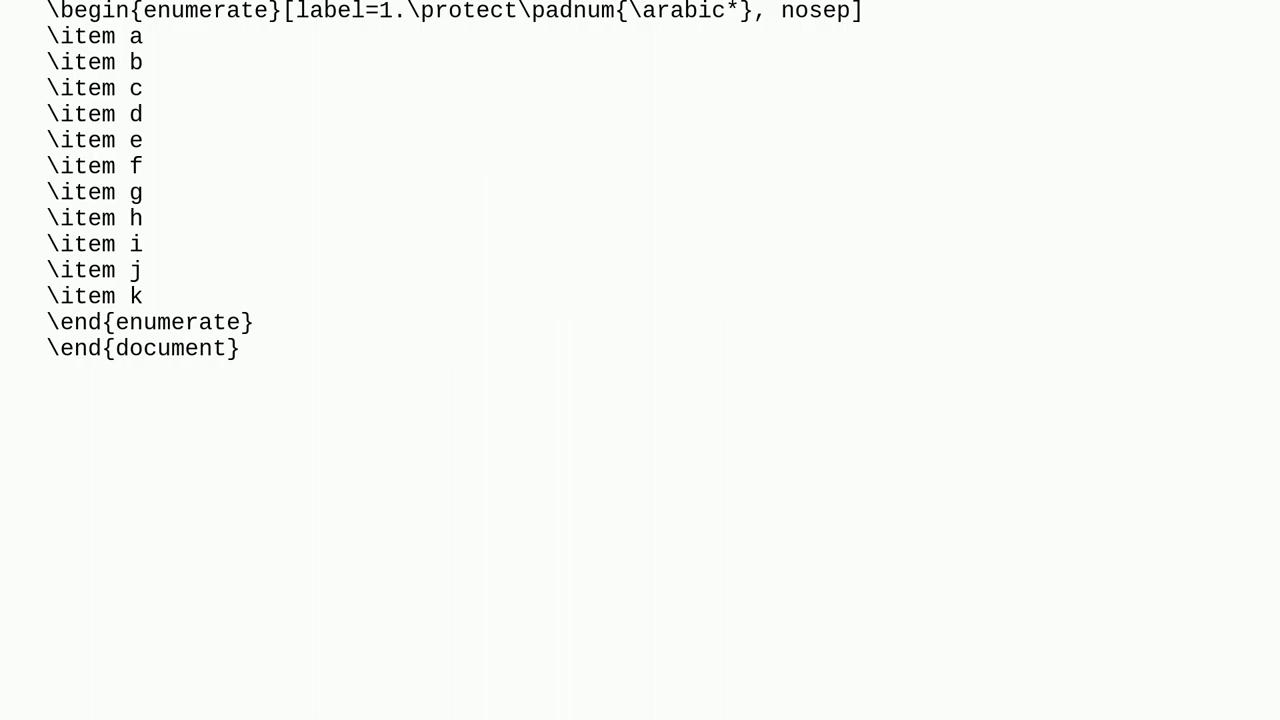 \begin{enumerate}[label=1.\protect\padnum{\arabic*}, nosep]
\item a
\item b
\item c
\item d
\item e
\item f
\item g
\item h
\item i
\item j
\item k
\end{enumerate}
\end{document}